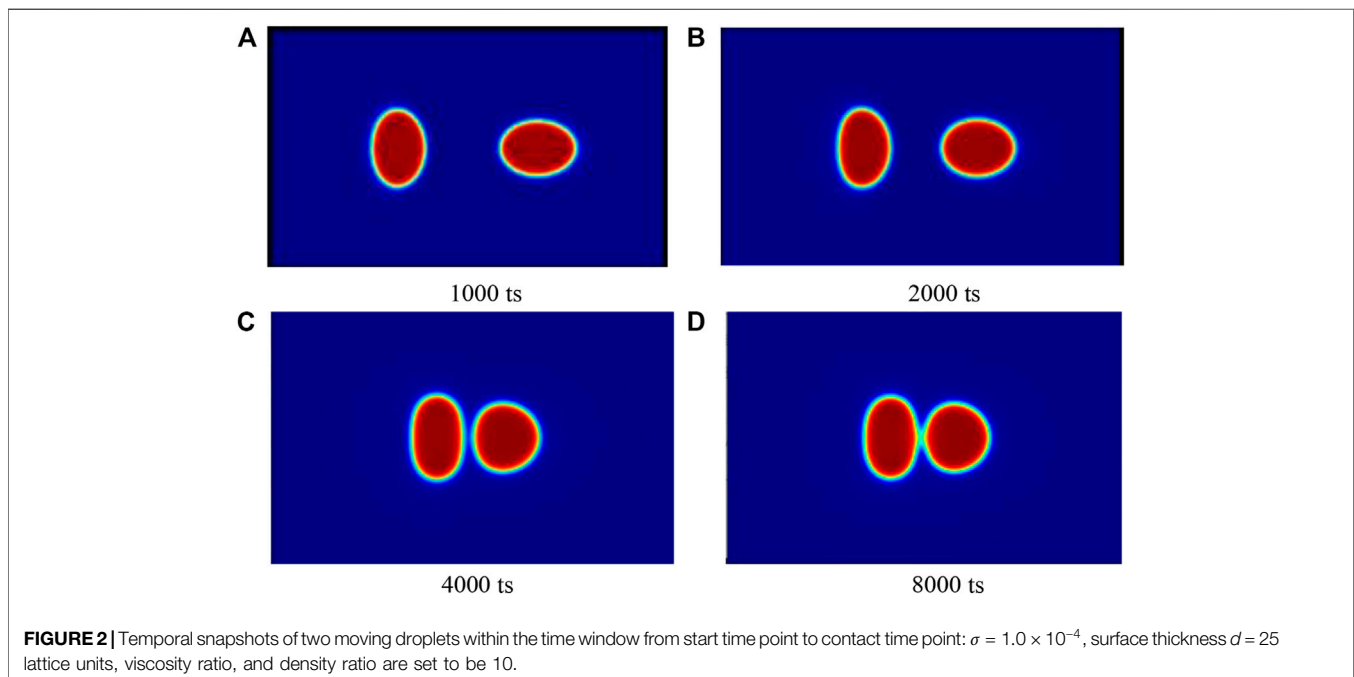 A
B
1000 ts
2000 ts
C
D
4000 ts
8000 ts
FIGURE 2 | Temporal snapshots of two moving droplets within the time window from start time point to contact time point: σ = 1.0 × 10⁻⁴, surface thickness d = 25
lattice units, viscosity ratio, and density ratio are set to be 10.